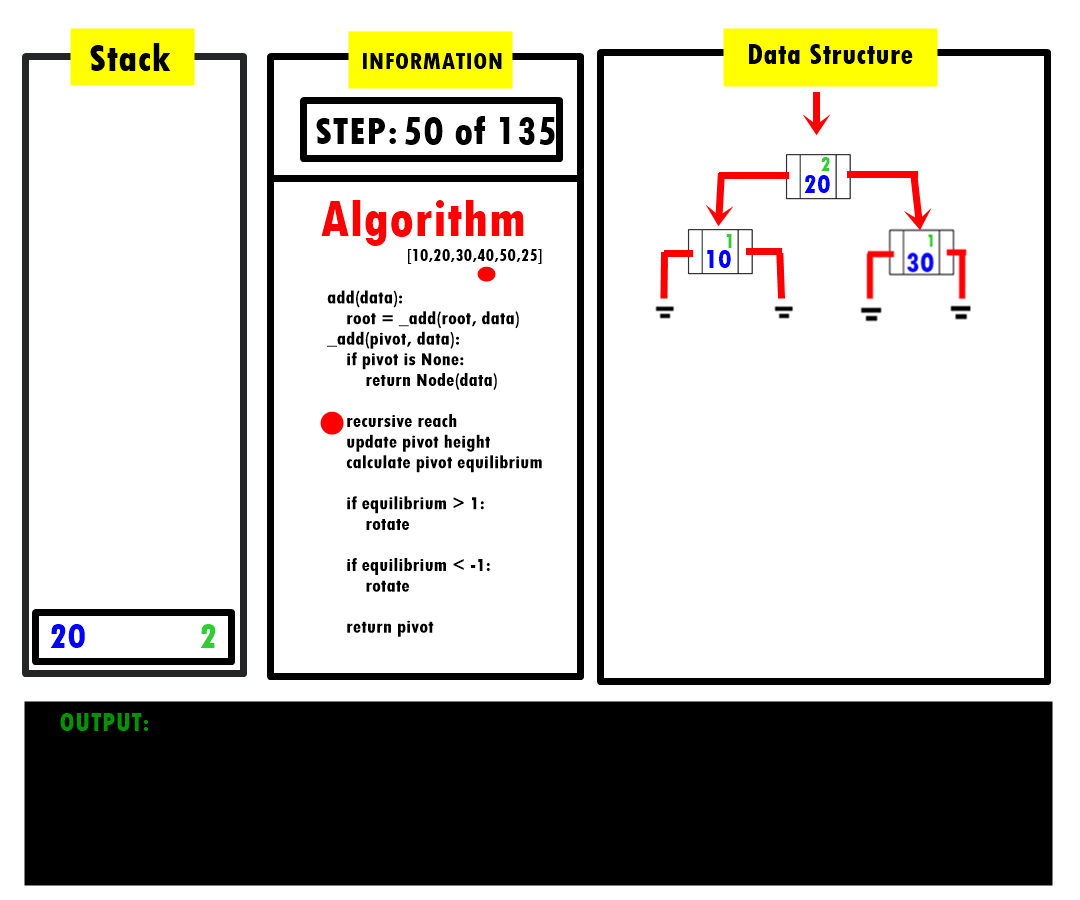 Stack
20 2
INFORMATION
STEP: 50 of 135
Algorithm
[10,20,30,40,50,25]
add(data):
root = _add(root, data)
_add(pivot, data):
if pivot is None:
return Node(data)
recursive reach
update pivot height
calculate pivot equilibrium
if equilibrium > 1:
rotate
if equilibrium < -1:
rotate
return pivot
Data Structure
2
20
1
10
1
30
OUTPUT: